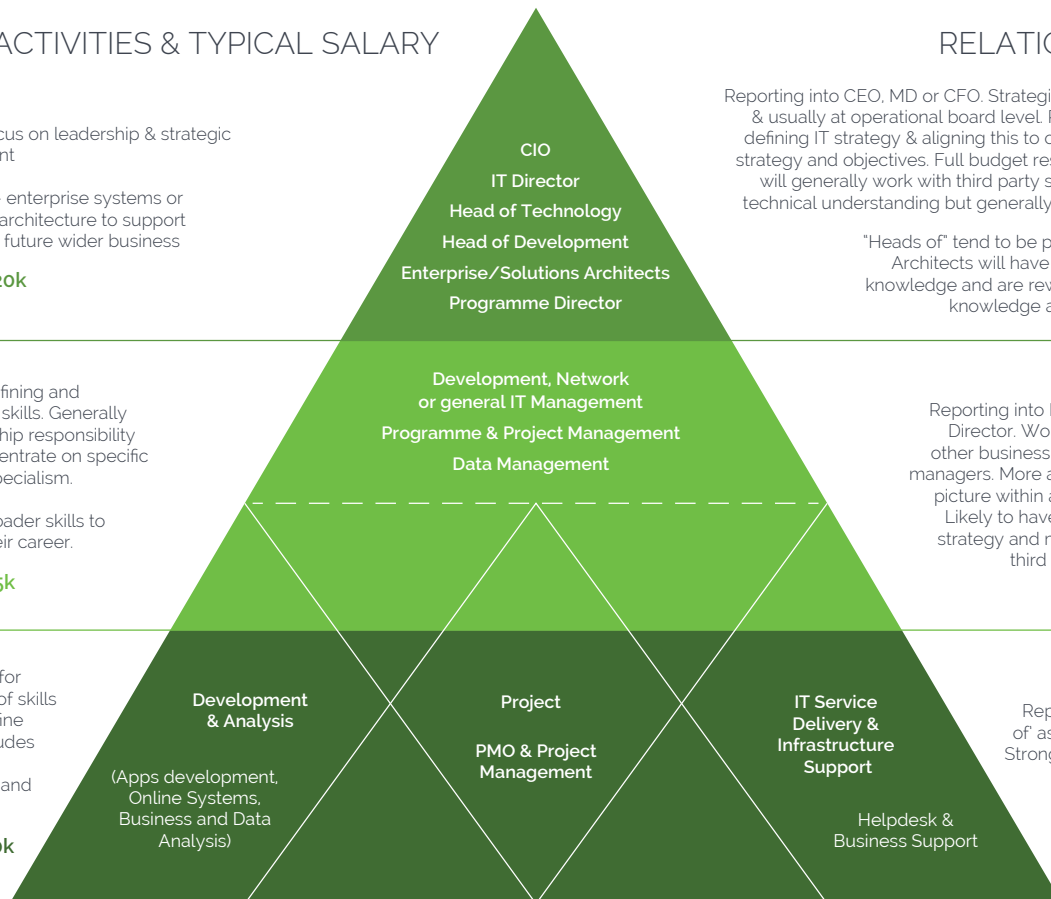 ACTIVITIES & TYPICAL SALARY
cus on leadership & strategic
nt
enterprise systems or
architecture to support
future wider business
20k
CIO
IT Director
Head of Technology
Head of Development
Enterprise/Solutions Architects
Programme Director
RELATIO
Reporting into CEO, MD or CFO. Strategi
& usually at operational board level.
defining IT strategy & aligning this to
strategy and objectives. Full budget res
will generally work with third party s
technical understanding but generally
"Heads of" tend to be p
Architects will have
knowledge and are rew
knowledge a
fining and
skills. Generally
hip responsibility
entrate on specific
pecialism.
oader skills to
eir career.
5k
Development, Network
or general IT Management
Programme & Project Management
Data Management
Reporting into
Director. Wo
other business
managers. More a
picture within a
Likely to have
strategy and
third
for
of skills
ine
udes
and
0k
Development
& Analysis
(Apps development,
Online Systems,
Business and Data
Analysis)
Project
PMO & Project
Management
IT Service
Delivery &
Infrastructure
Support
Helpdesk &
Business Support
Rep
of' as
Strong